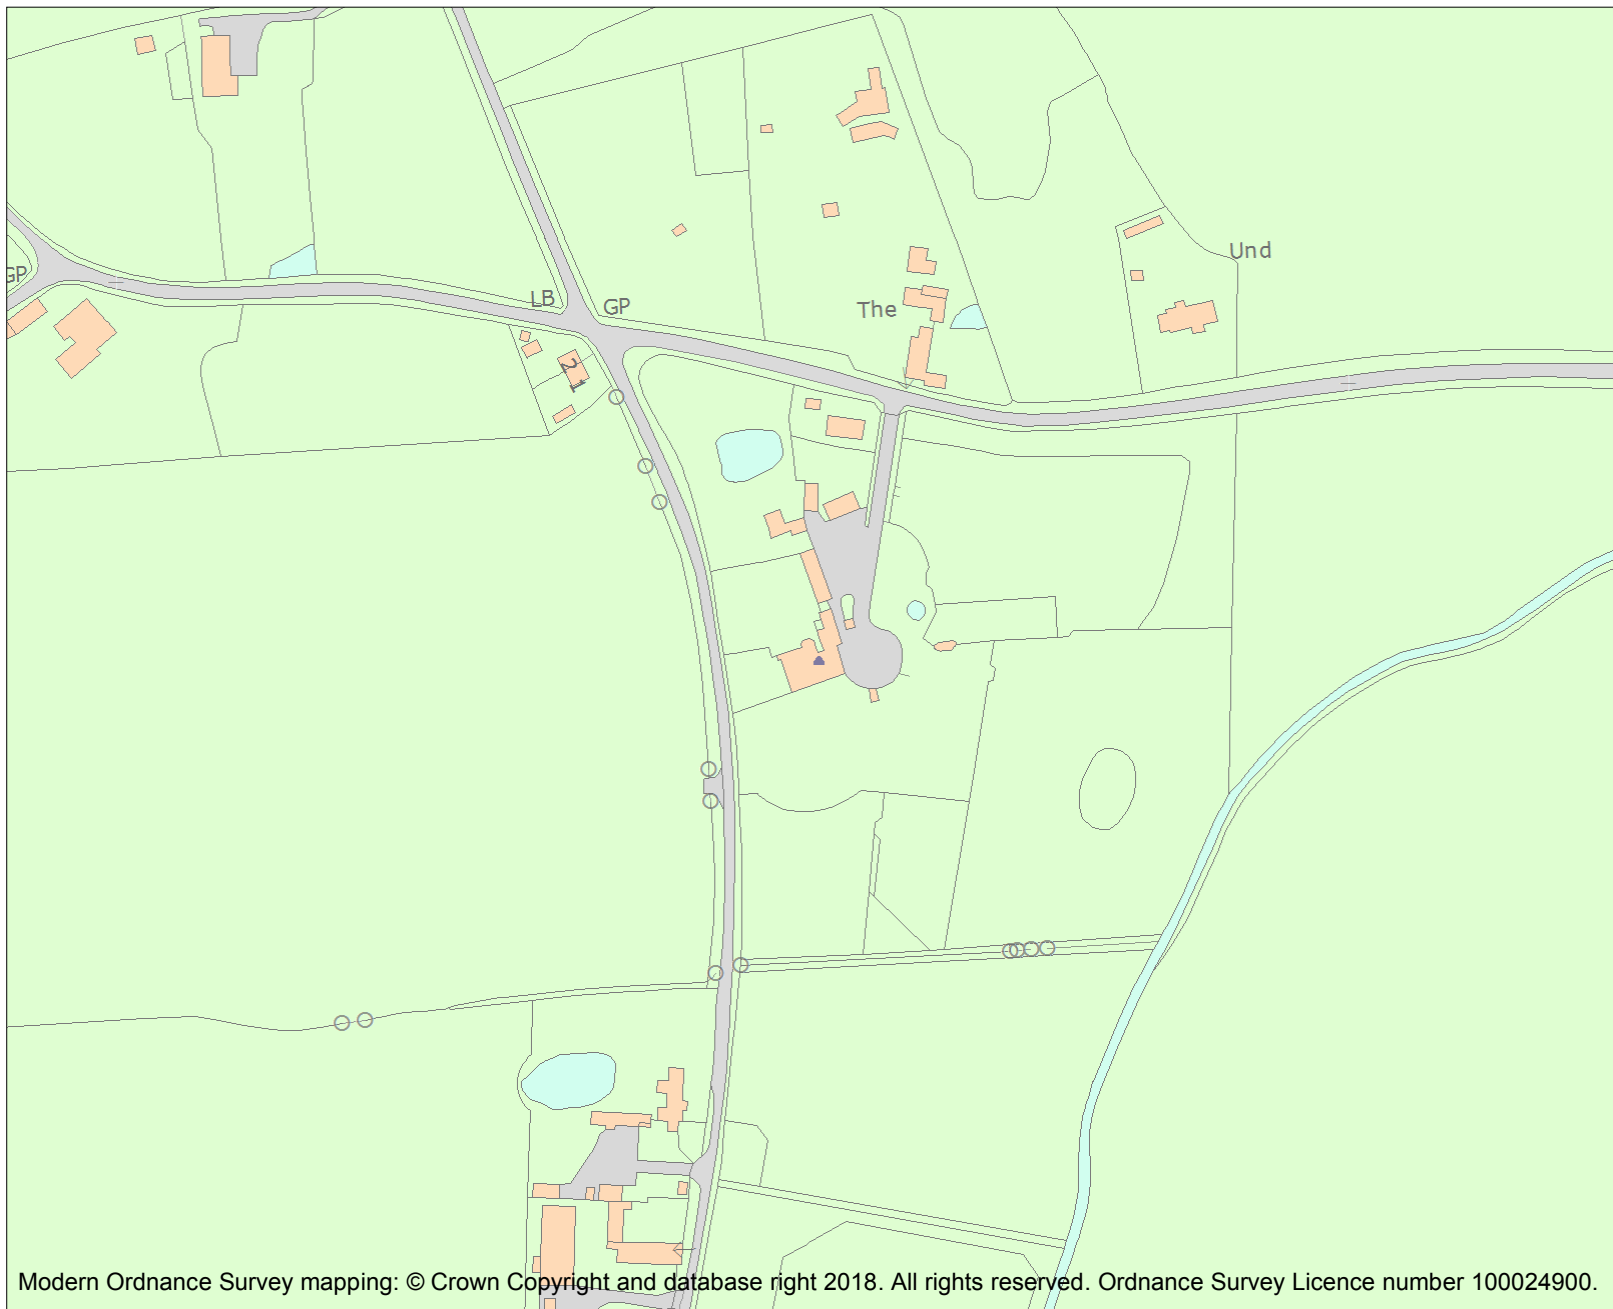 Und
GP
LB
GP
The
21
Modern Ordnance Survey mapping: © Crown Copyright and database right 2018. All rights reserved. Ordnance Survey Licence number 100024900.